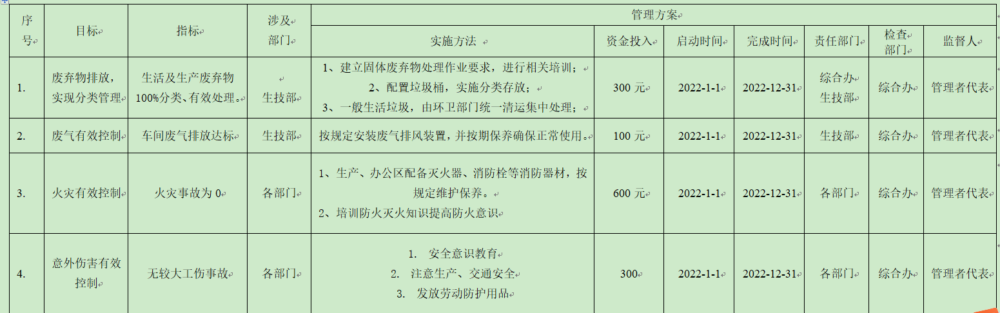 序号 目标 指标 涉及部门 管理方案
实施方法 资金投入 启动时间 完成时间 责任部门 检查部门 监督人
1. 废弃物排放，实现分类管理 生活及生产废弃物100%分类、有效处理。 生技部 1、建立固体废弃物处理作业要求，进行相关培训；
2、配置垃圾桶，实施分类存放；
3、一般生活垃圾，由环卫部门统一清运集中处理； 300元 2022-1-1 2022-12-31 综合办 生技部 综合办 管理者代表
2. 废气有效控制 车间废气排放达标 生技部 按规定安装废气排风装置，并按期保养确保正常使用。 100元 2022-1-1 2022-12-31 生技部 综合办 管理者代表
3. 火灾有效控制 火灾事故为0 各部门 1、生产、办公区配备灭火器、消防栓等消防器材，按规定维护保养。
2、培训防火灭火知识提高防火意识 600元 2022-1-1 2022-12-31 各部门 综合办 管理者代表
4. 意外伤害有效控制 无较大工伤事故 各部门 1. 安全意识教育
2. 注意生产、交通安全
3. 发放劳动防护用品 300 2022-1-1 2022-12-31 各部门 综合办 管理者代表